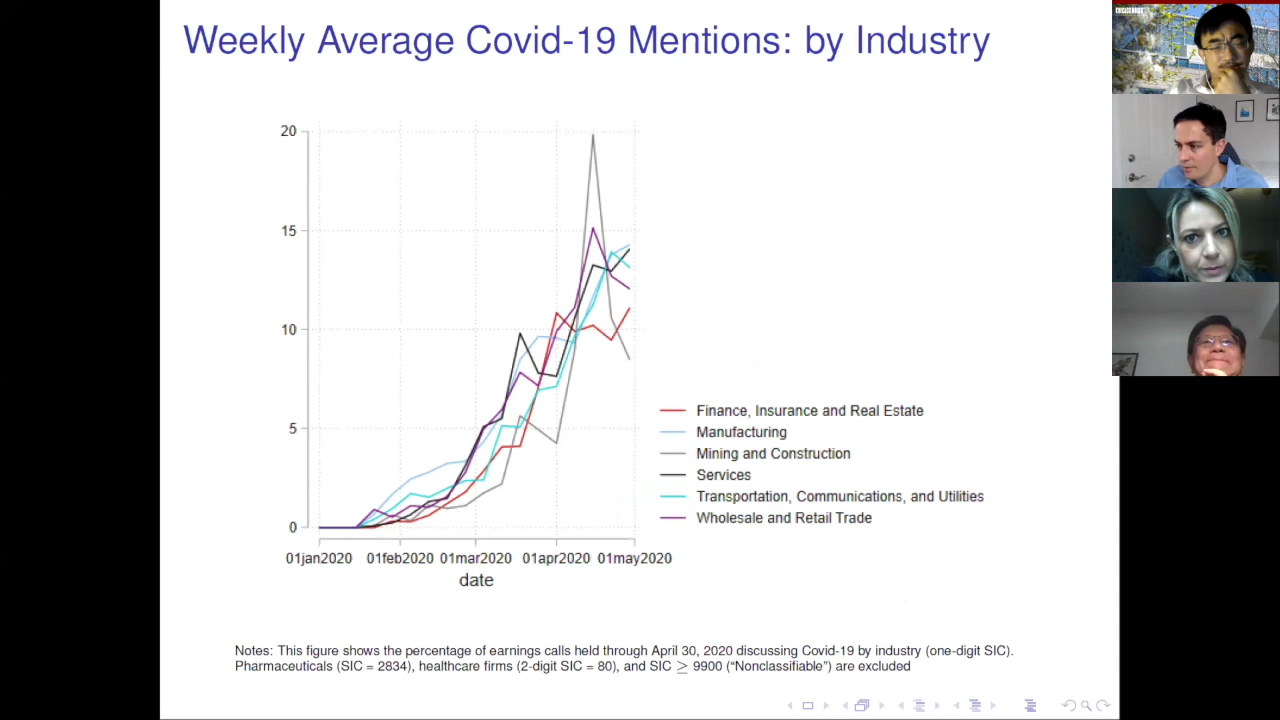 Weekly Average Covid-19 Mentions: by Industry
20
15
10
5
0
01jan2020 01feb2020 01mar2020 01apr2020 01may2020
date
Finance, Insurance and Real Estate
Manufacturing
Mining and Construction
Services
Transportation, Communications, and Utilities
Wholesale and Retail Trade
Notes: This figure shows the percentage of earnings calls held through April 30, 2020 discussing Covid-19 by industry (one-digit SIC).
Pharmaceuticals (SIC = 2834), healthcare firms (2-digit SIC = 80), and SIC ≥ 9900 (“Nonclassifiable”) are excluded